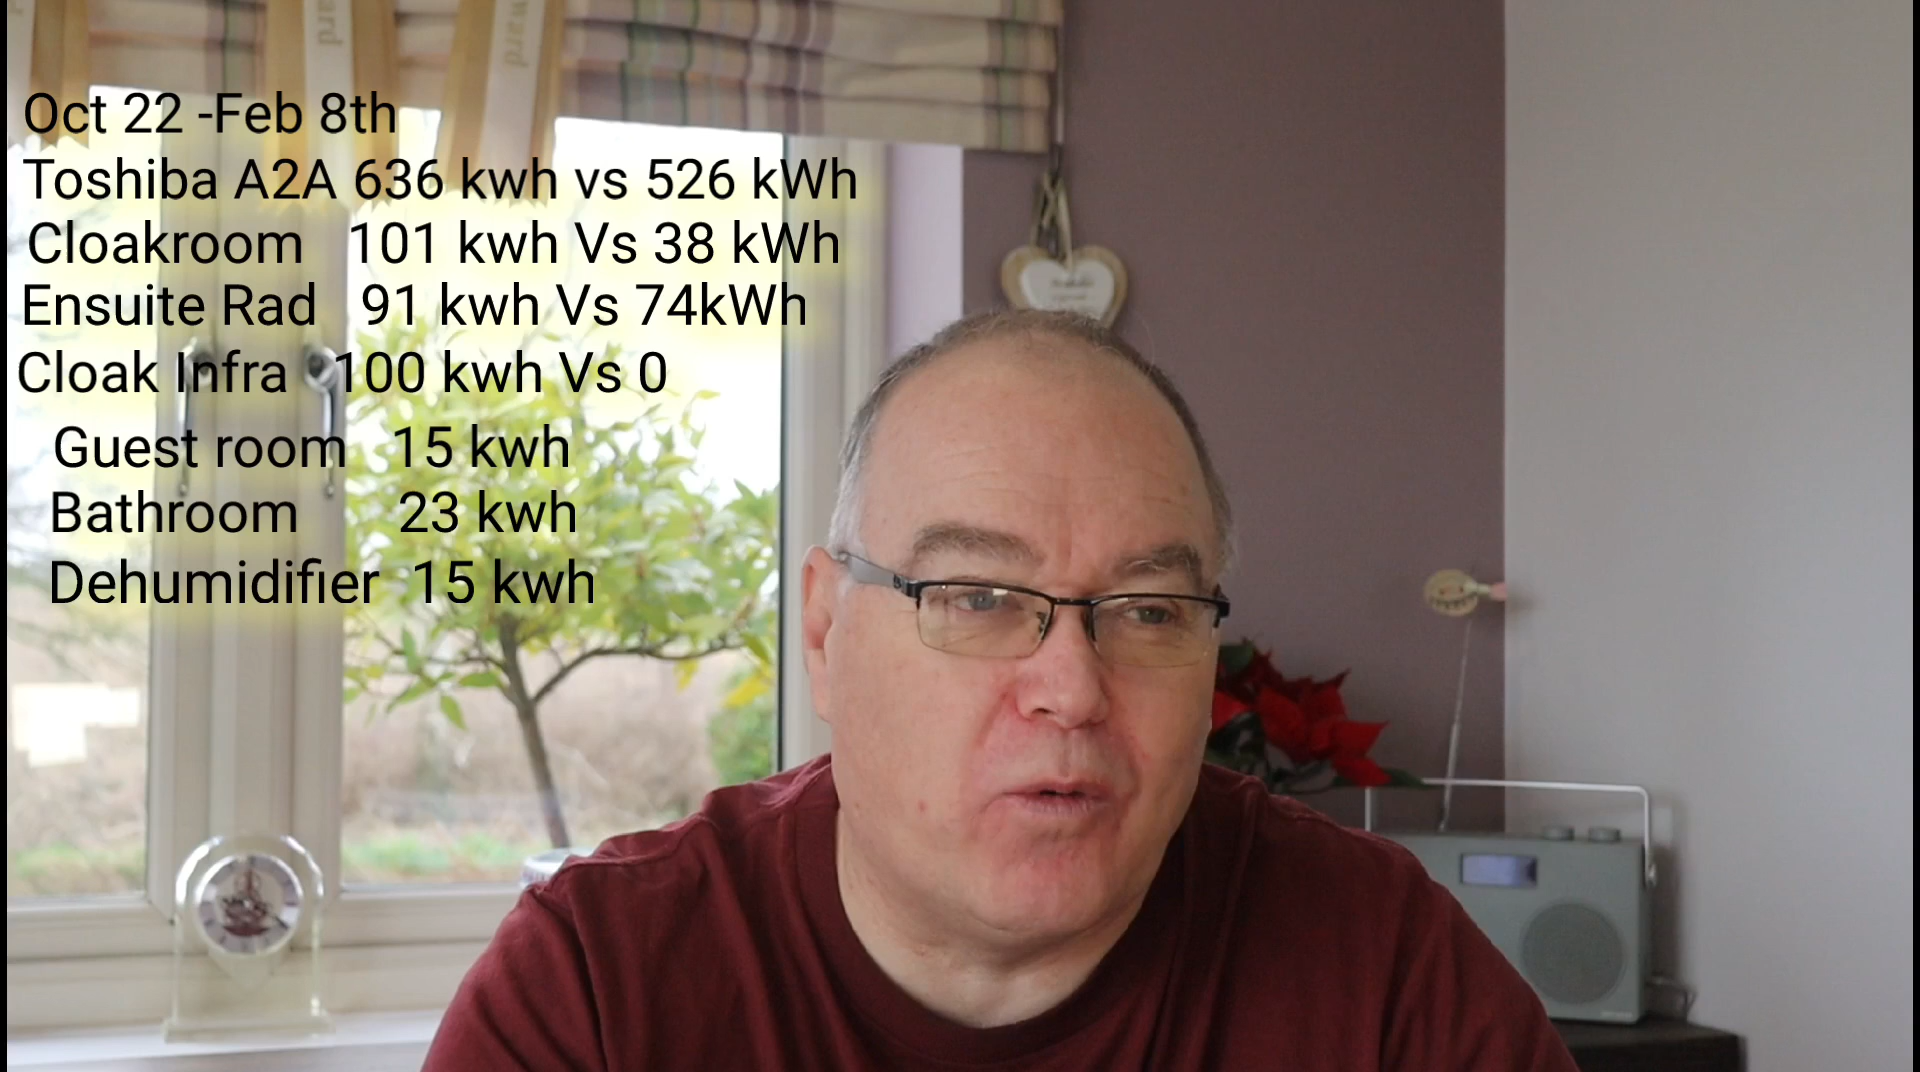 ard
ward
Oct 22 -Feb 8th
Toshiba A2A 636 kwh vs 526 kWh
Cloakroom 101 kwh Vs 38 kWh
Ensuite Rad 91 kwh Vs 74kWh
Cloak Infra 100 kwh Vs 0
Guest room 15 kwh
Bathroom 23 kwh
Dehumidifier 15 kwh